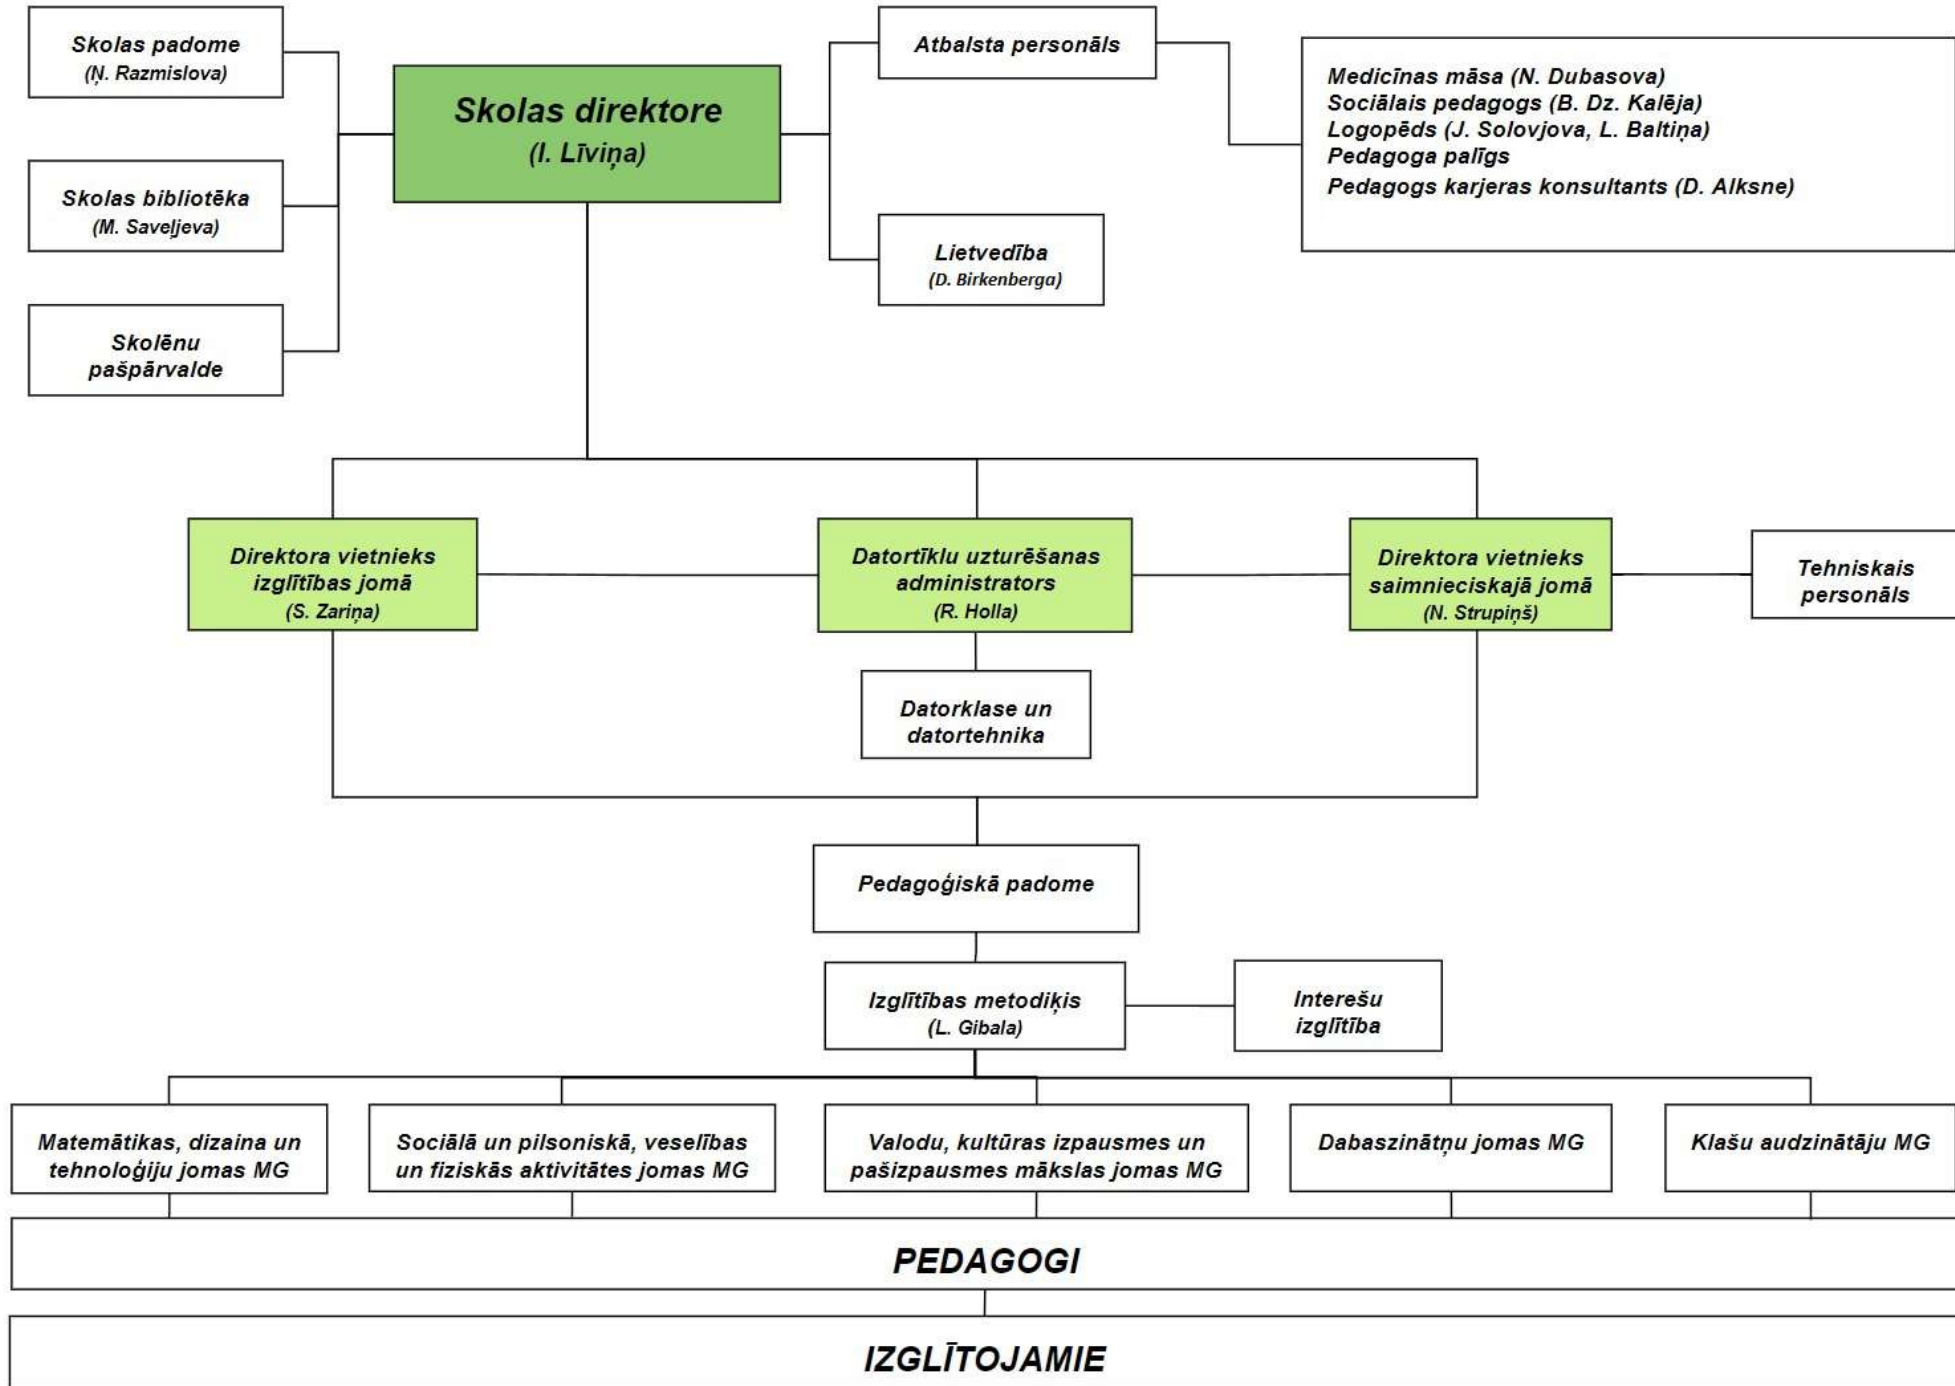 Skolas padome
(Ņ. Razmislova)
Skolas direktore
(I. Līviņa)
Atbalsta personāls
Medicīnas māsa (N. Dubasova)
Sociālais pedagogs (B. Dz. Kalēja)
Logopēds (J. Solovjova, L. Baltiņa)
Pedagoga palīgs
Pedagogs karjeras konsultants (D. Alksne)
Skolas bibliotēka
(M. Saveļjeva)
Lietvedība
(D. Birkenberga)
Skolēnu
pašpārvalde
Direktora vietnieks
izglītības jomā
(S. Zariņa)
Datortīklu uzturēšanas
administrators
(R. Holla)
Direktora vietnieks
saimnieciskajā jomā
(N. Strupiņš)
Tehniskais
personāls
Datorklase un
datortehnika
Pedagoģiskā padome
Izglītības metodiķis
(L. Gibala)
Interešu
izglītība
Matemātikas, dizaina un
tehnoloģiju jomas MG
Sociālā un pilsoniskā, veselības
un fiziskās aktivitātes jomas MG
Valodu, kultūras izpausmes un
pašizpausmes mākslas jomas MG
Dabaszinātņu jomas MG
Klašu audzinātāju MG
PEDAGOGI
IZGLĪTOJAMIE